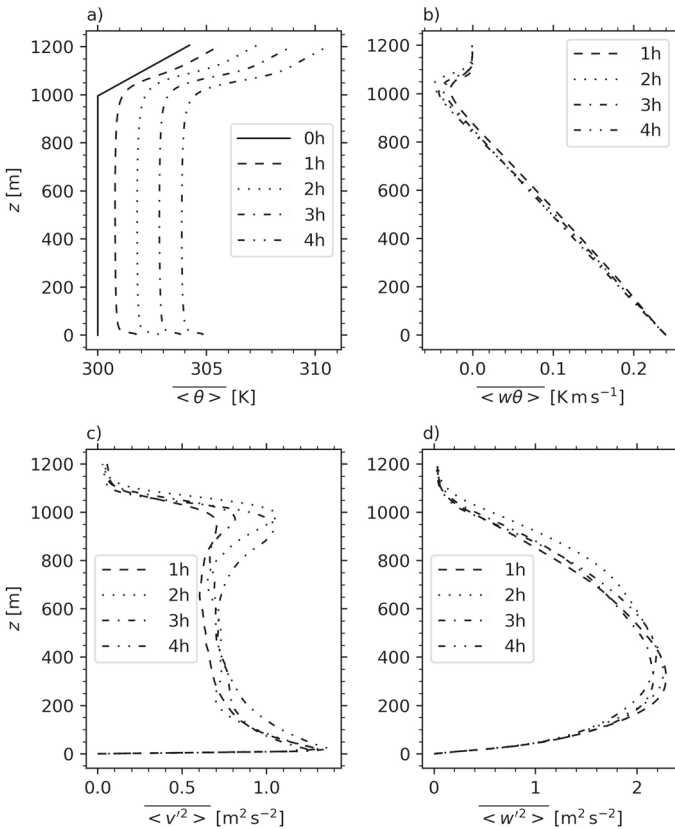 a)
1200
1000
800
600
400
200
0
z [m]
0h
1h
2h
3h
4h
300 305 310
<θ> [K]
b)
1200
1000
800
600
400
200
0
1h
2h
3h
4h
0.0 0.1 0.2
<wθ> [K m s⁻¹]
c)
1200
1000
800
600
400
200
0
z [m]
1h
2h
3h
4h
0.0 0.5 1.0
<v′²> [m² s⁻²]
d)
1200
1000
800
600
400
200
0
1h
2h
3h
4h
0 1 2
<w′²> [m² s⁻²]